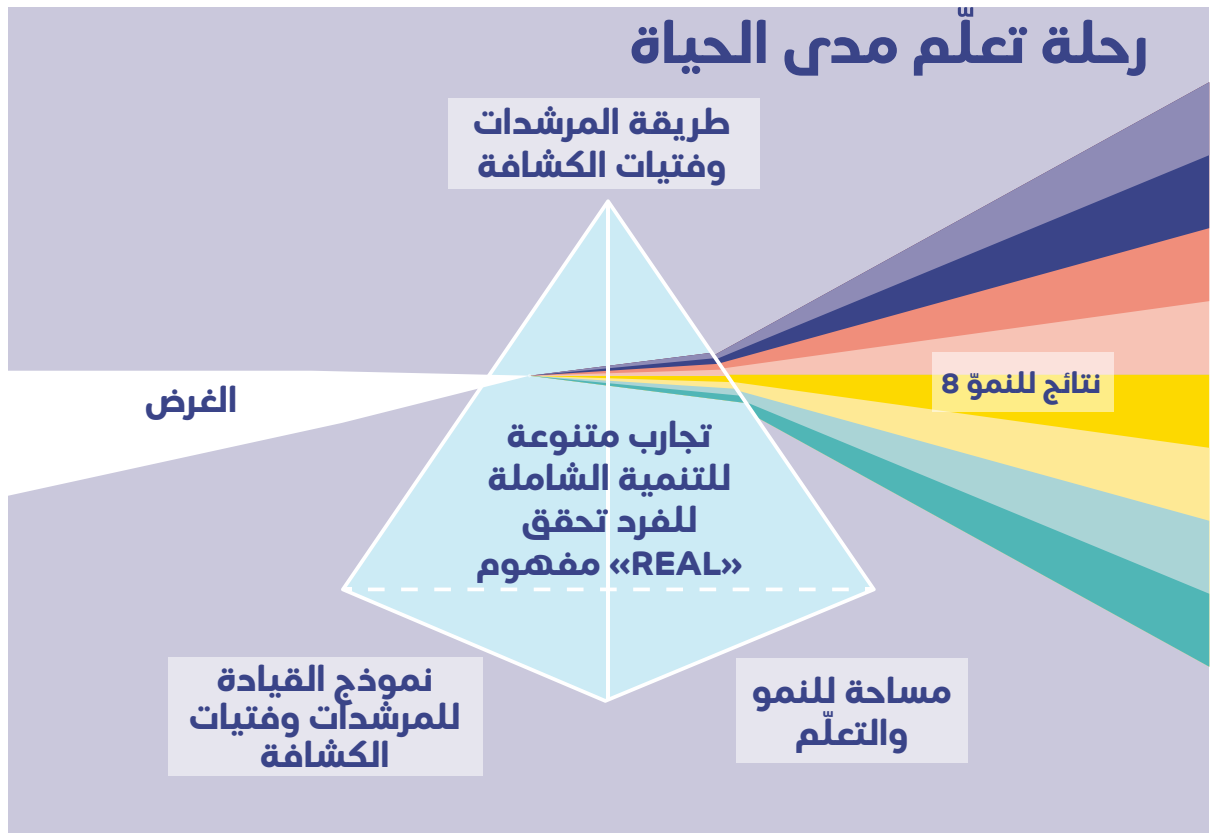 رحلة تعلّم مدى الحياة
طريقة المرشدات
وفتيات الكشافة
الغرض
نتائج للنموّ 8
تجارب متنوعة
للتنمية الشاملة
للفرد تحقق
«REAL» مفهوم
نموذج القيادة
للمرشدات وفتيات
الكشافة
مساحة للنمو
والتعلّم